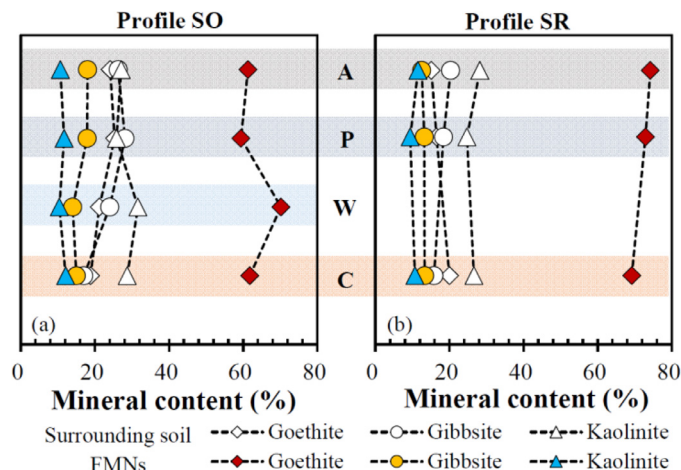 Profile SO
Profile SR
A
P
W
C
(a)
(b)
0 20 40 60 80
0 20 40 60 80
Mineral content (%)
Mineral content (%)
Surrounding soil Goethite Gibbsite Kaolinite
FMNs Goethite Gibbsite Kaolinite